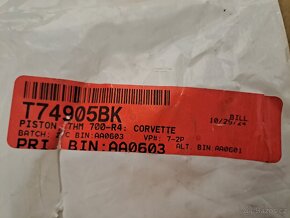 T74905BK
BILL
10/25/24
PISTON, THM 700-R4: CORVETTE
BATCH: BIN:AA0603 VP#: 7-2P
PRI BIN:AA0603 ALT. BIN:AA0601